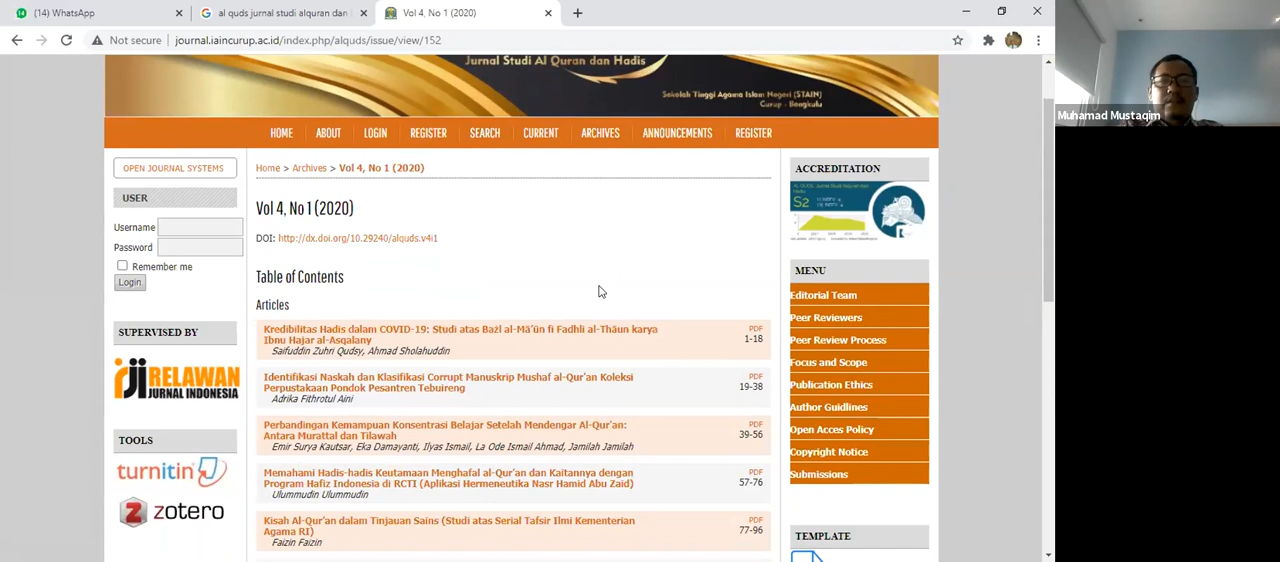 (14) WhatsApp
al quds jurnal studi alquran dan
Vol 4, No 1 (2020)
Not secure
journal.iaincurup.ac.id/index.php/alquds/issue/view/152
Muhamad Mustaqim
Jurnal Studi Al Quran dan Hadis
Sekolah Tinggi Agama Islam Negeri (STAIN)
Curup - Bengkulu
HOME
ABOUT
LOGIN
REGISTER
SEARCH
CURRENT
ARCHIVES
ANNOUNCEMENTS
REGISTER
OPEN JOURNAL SYSTEMS
USER
Username
Password
Remember me
Login
SUPERVISED BY
RELAWAN
JURNAL INDONESIA
TOOLS
turnitin
zotero
Home > Archives > Vol 4, No 1 (2020)
Vol 4, No 1 (2020)
DOI: http://dx.doi.org/10.29240/alquds.v4i1
Table of Contents
Articles
Kredibilitas Hadis dalam COVID-19: Studi atas Bażl al-Mā'ūn fi Fadhli al-Thāun karya
Ibnu Hajar al-Asqalany
Saifuddin Zuhri Qudsy, Ahmad Sholahuddin
PDF
1-18
Identifikasi Naskah dan Klasifikasi Corrupt Manuskrip Mushaf al-Qur'an Koleksi
Perpustakaan Pondok Pesantren Tebuireng
Adrika Fithrotul Aini
PDF
19-38
Perbandingan Kemampuan Konsentrasi Belajar Setelah Mendengar Al-Qur'an:
Antara Murattal dan Tilawah
Emir Surya Kautsar, Eka Damayanti, Ilyas Ismail, La Ode Ismail Ahmad, Jamilah Jamilah
PDF
39-56
Memahami Hadis-hadis Keutamaan Menghafal al-Qur'an dan Kaitannya dengan
Program Hafiz Indonesia di RCTI (Aplikasi Hermeneutika Nasr Hamid Abu Zaid)
Ulummudin Ulummudin
PDF
57-76
Kisah Al-Qur'an dalam Tinjauan Sains (Studi atas Serial Tafsir Ilmi Kementerian
Agama RI)
Faizin Faizin
PDF
77-96
ACCREDITATION
S2
MENU
Editorial Team
Peer Reviewers
Peer Review Process
Focus and Scope
Publication Ethics
Author Guidlines
Open Acces Policy
Copyright Notice
Submissions
TEMPLATE